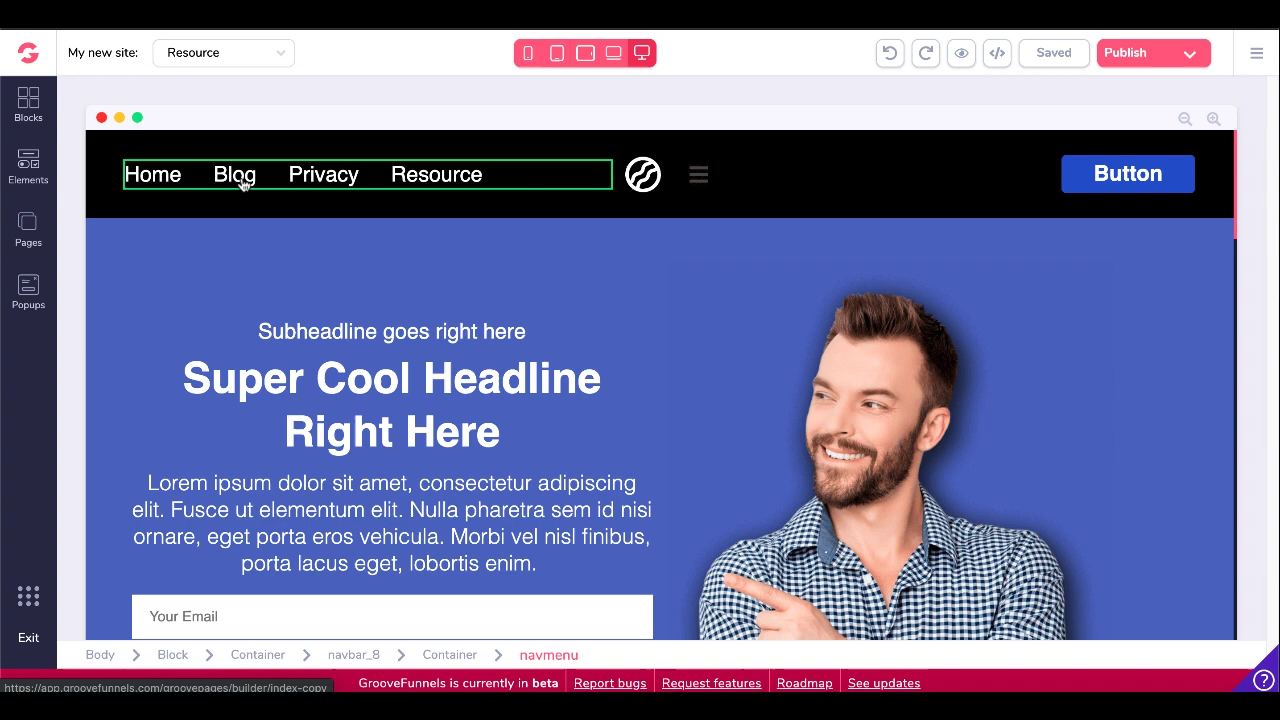 My new site:
Resource
Saved
Publish
Blocks
Elements
Pages
Popups
Exit
Home Blog Privacy Resource
Button
Subheadline goes right here
Super Cool Headline
Right Here
Lorem ipsum dolor sit amet, consectetur adipiscing
elit. Fusce ut elementum elit. Nulla pharetra sem id nisi
ornare, eget porta eros vehicula. Morbi vel nisl finibus,
porta lacus eget, lobortis enim.
Your Email
Body Block Container navbar_8 Container navmenu
https://app.groovefunnels.com/groovepages/builder/index-copy
GrooveFunnels is currently in beta Report bugs Request features Roadmap See updates
?